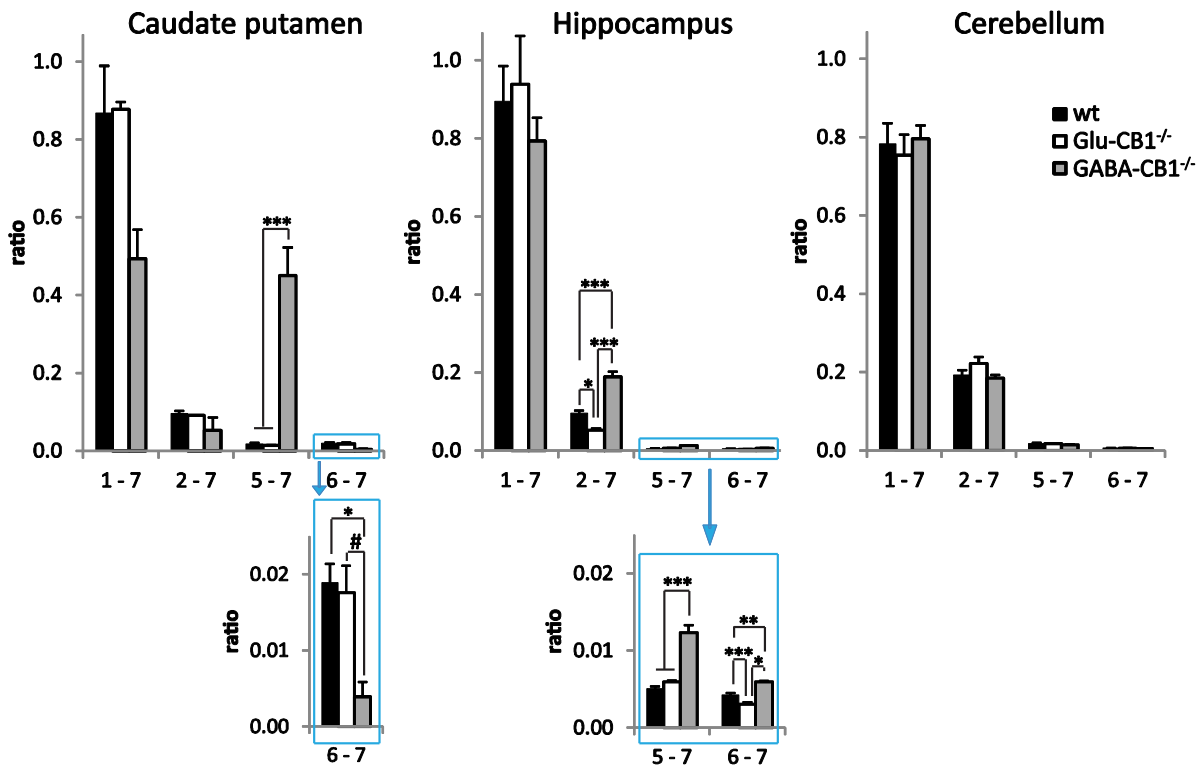 Caudate putamen
Hippocampus
Cerebellum
ratio
1.0
0.8
0.6
0.4
0.2
0.0
***
1 - 7
2 - 7
5 - 7
6 - 7
ratio
1.0
0.8
0.6
0.4
0.2
0.0
***
***
*
1 - 7
2 - 7
5 - 7
6 - 7
ratio
1.0
0.8
0.6
0.4
0.2
0.0
1 - 7
2 - 7
5 - 7
6 - 7
wt
Glu-CB1-/-
GABA-CB1-/-
ratio
0.02
0.01
0.00
*
#
6 - 7
ratio
0.02
0.01
0.00
***
**
***
*
5 - 7
6 - 7